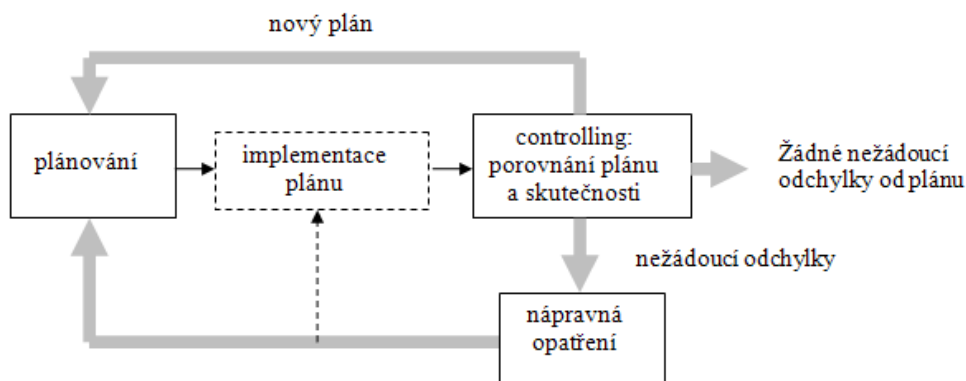 nový plán
plánování
implementace
plánu
controlling:
porovnání plánu
a skutečnosti
Žádné nežádoucí
odchylky od plánu
nežádoucí odchylky
nápravná
opatření